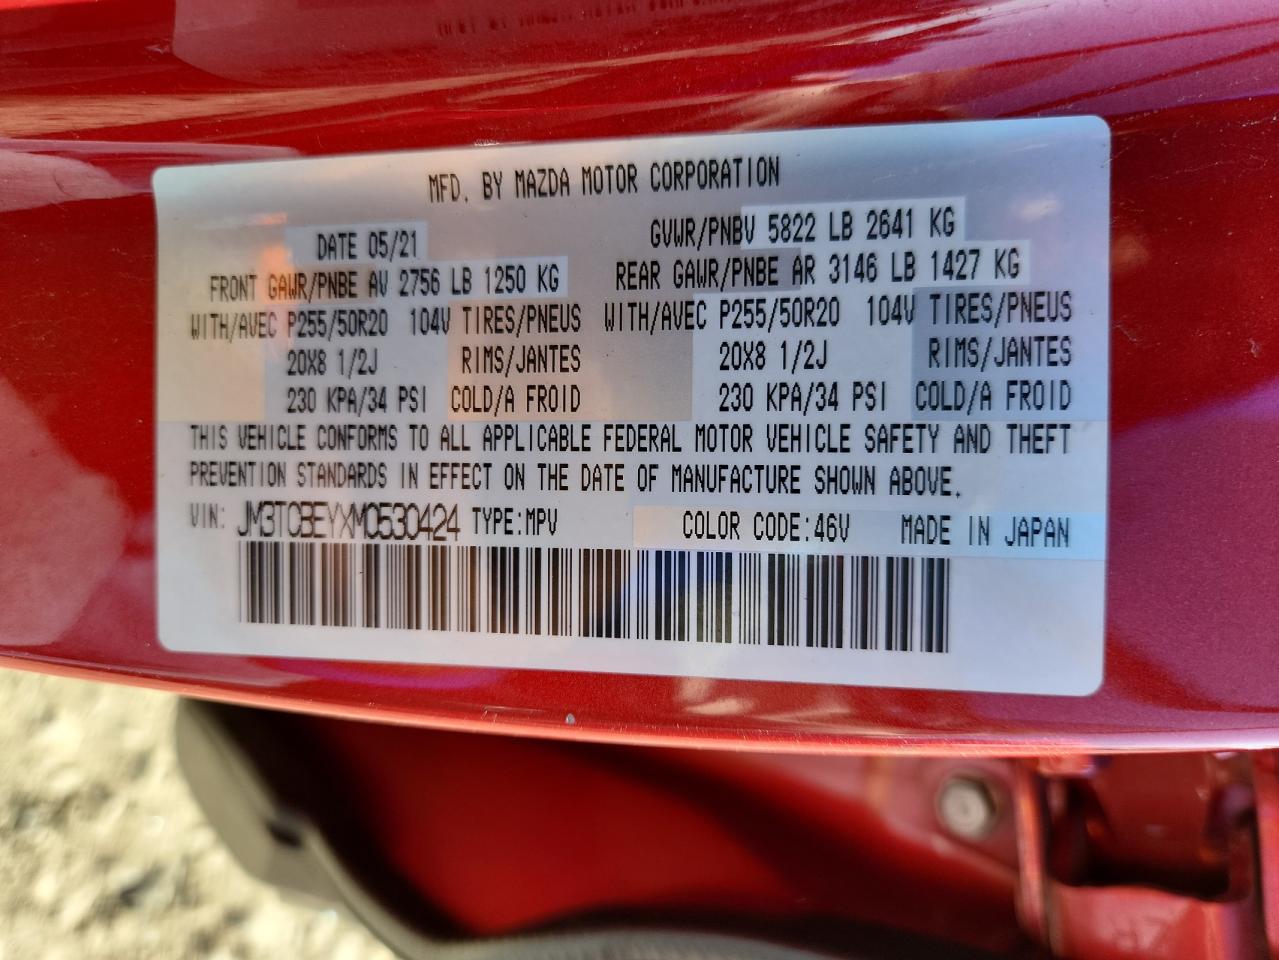 MFD. BY MAZDA MOTOR CORPORATION
DATE 05/21 GVWR/PNBV 5822 LB 2641 KG
FRONT GAWR/PNBE AV 2756 LB 1250 KG REAR GAWR/PNBE AR 3146 LB 1427 KG
WITH/AVEC P255/50R20 104V TIRES/PNEUS WITH/AVEC P255/50R20 104V TIRES/PNEUS
20X8 1/2J RIMS/JANTES 20X8 1/2J RIMS/JANTES
230 KPA/34 PSI COLD/A FROID 230 KPA/34 PSI COLD/A FROID
THIS VEHICLE CONFORMS TO ALL APPLICABLE FEDERAL MOTOR VEHICLE SAFETY AND THEFT
PREVENTION STANDARDS IN EFFECT ON THE DATE OF MANUFACTURE SHOWN ABOVE.
VIN: JM3TCBEYXM0530424 TYPE:MPV COLOR CODE:46V MADE IN JAPAN